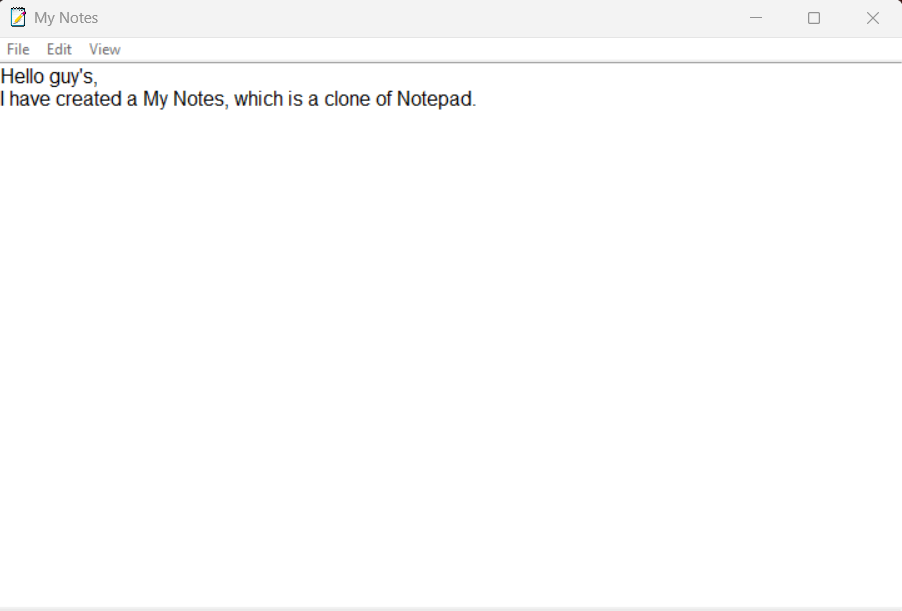 My Notes
File Edit View
Hello guy's,
I have created a My Notes, which is a clone of Notepad.